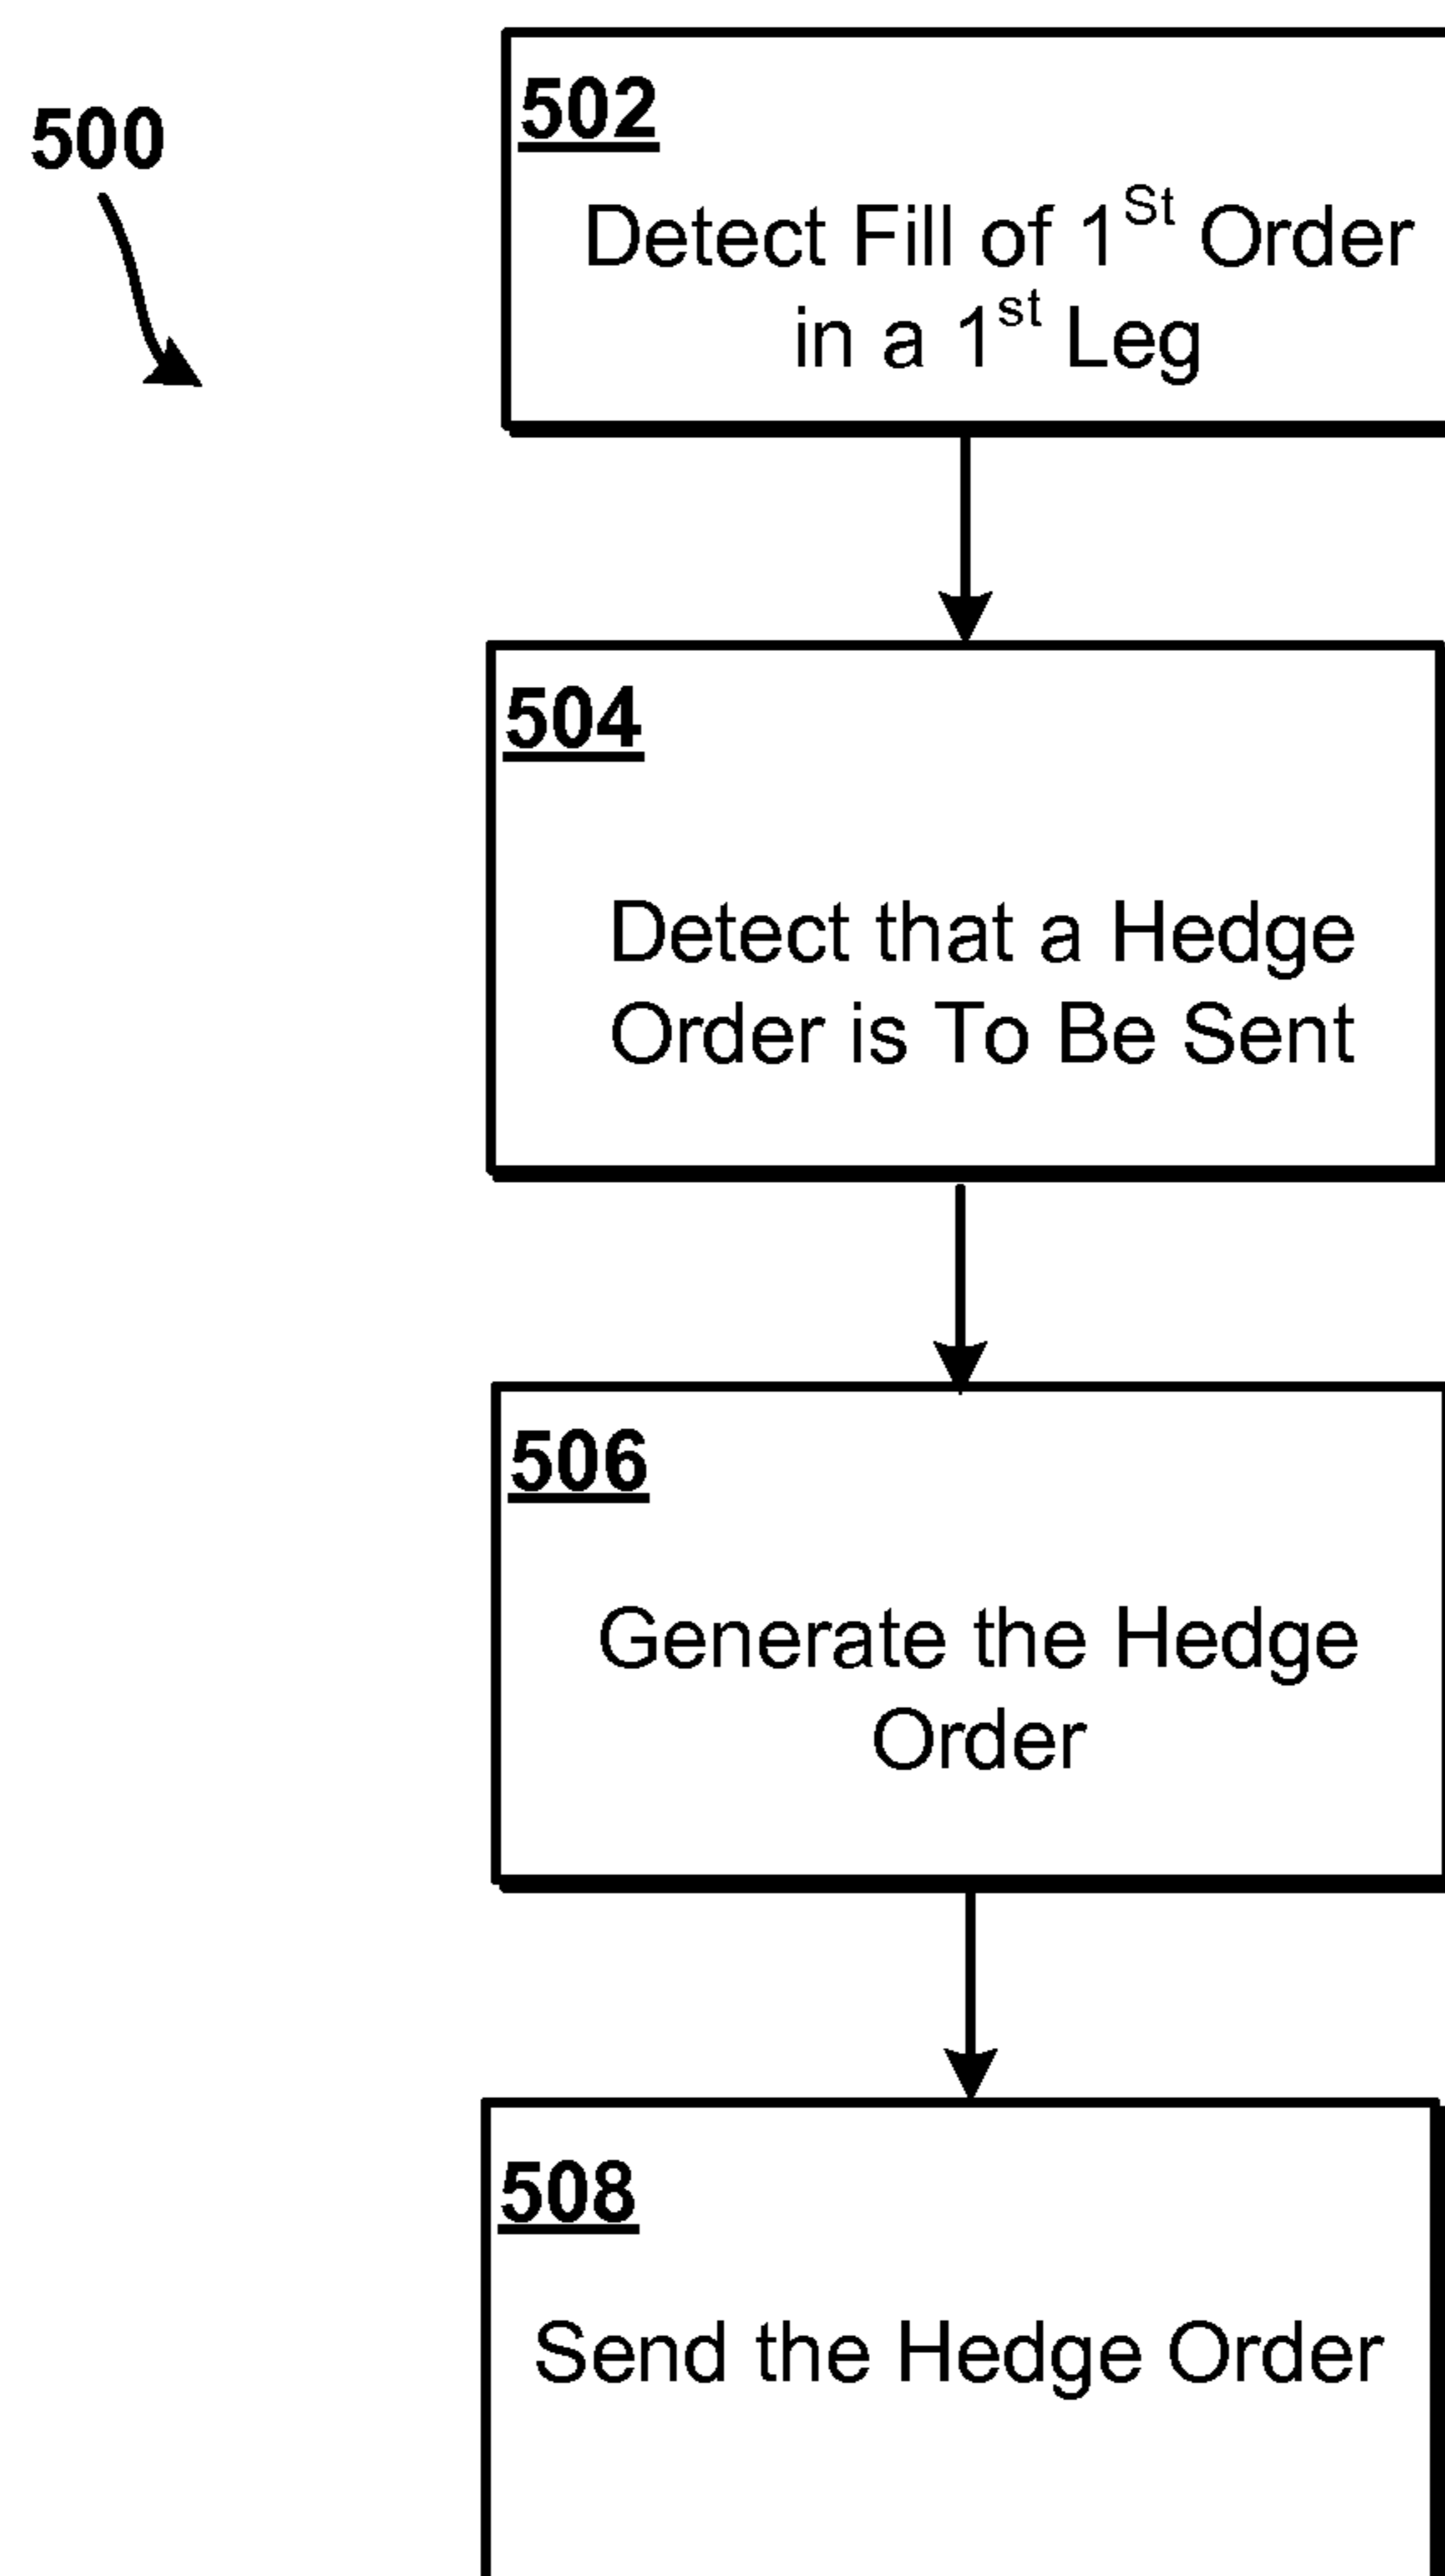 500
502
Detect Fill of 1St Order
in a 1st Leg
504
Detect that a Hedge
Order is To Be Sent
506
Generate the Hedge
Order
508
Send the Hedge Order